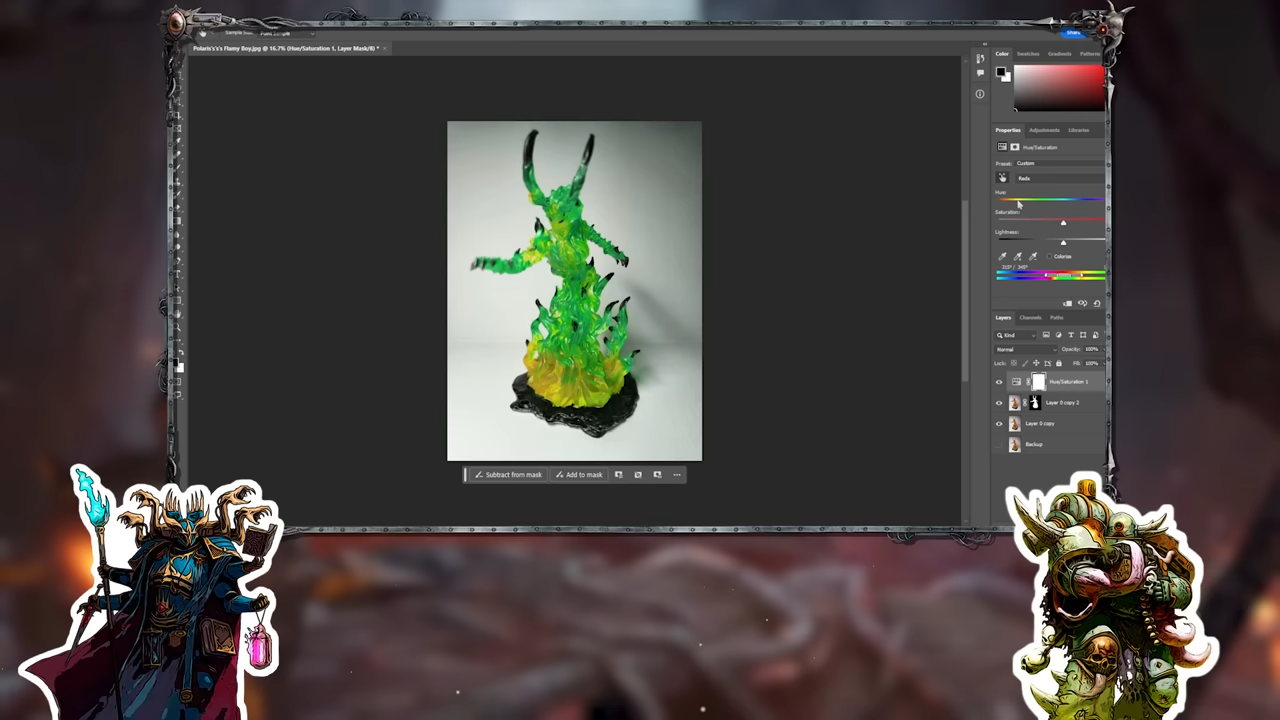 Share
Polaris's's Flamy Boy.jpg @ 16.7% (Hue/Saturation 1, Layer Mask/8) *
Color Swatches Gradients Patterns
Properties Adjustments Libraries
Hue/Saturation
Preset: Custom
Reds
Hue:
Saturation:
Lightness:
Colorize
Layers Channels Paths
Kind
Normal Opacity: 100%
Lock: Fill: 100%
Hue/Saturation 1
Layer 0 copy 2
Layer 0 copy
Backup
Subtract from mask Add to mask